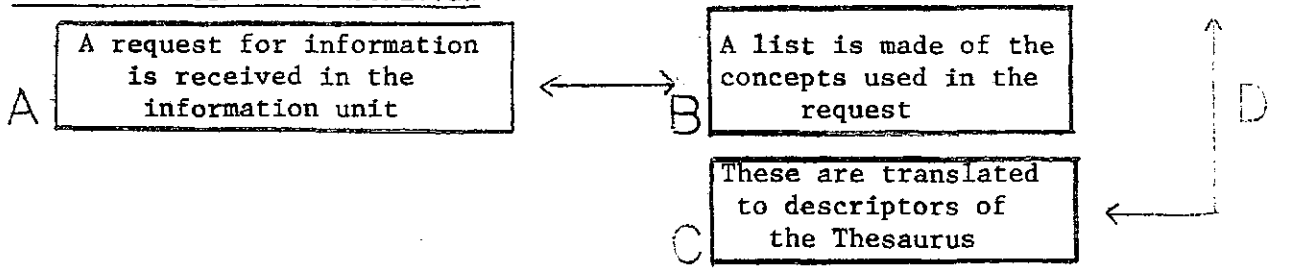 A request for information
is received in the
information unit
A
A list is made of the
concepts used in the
request
B
D
These are translated
to descriptors of
the Thesaurus
C